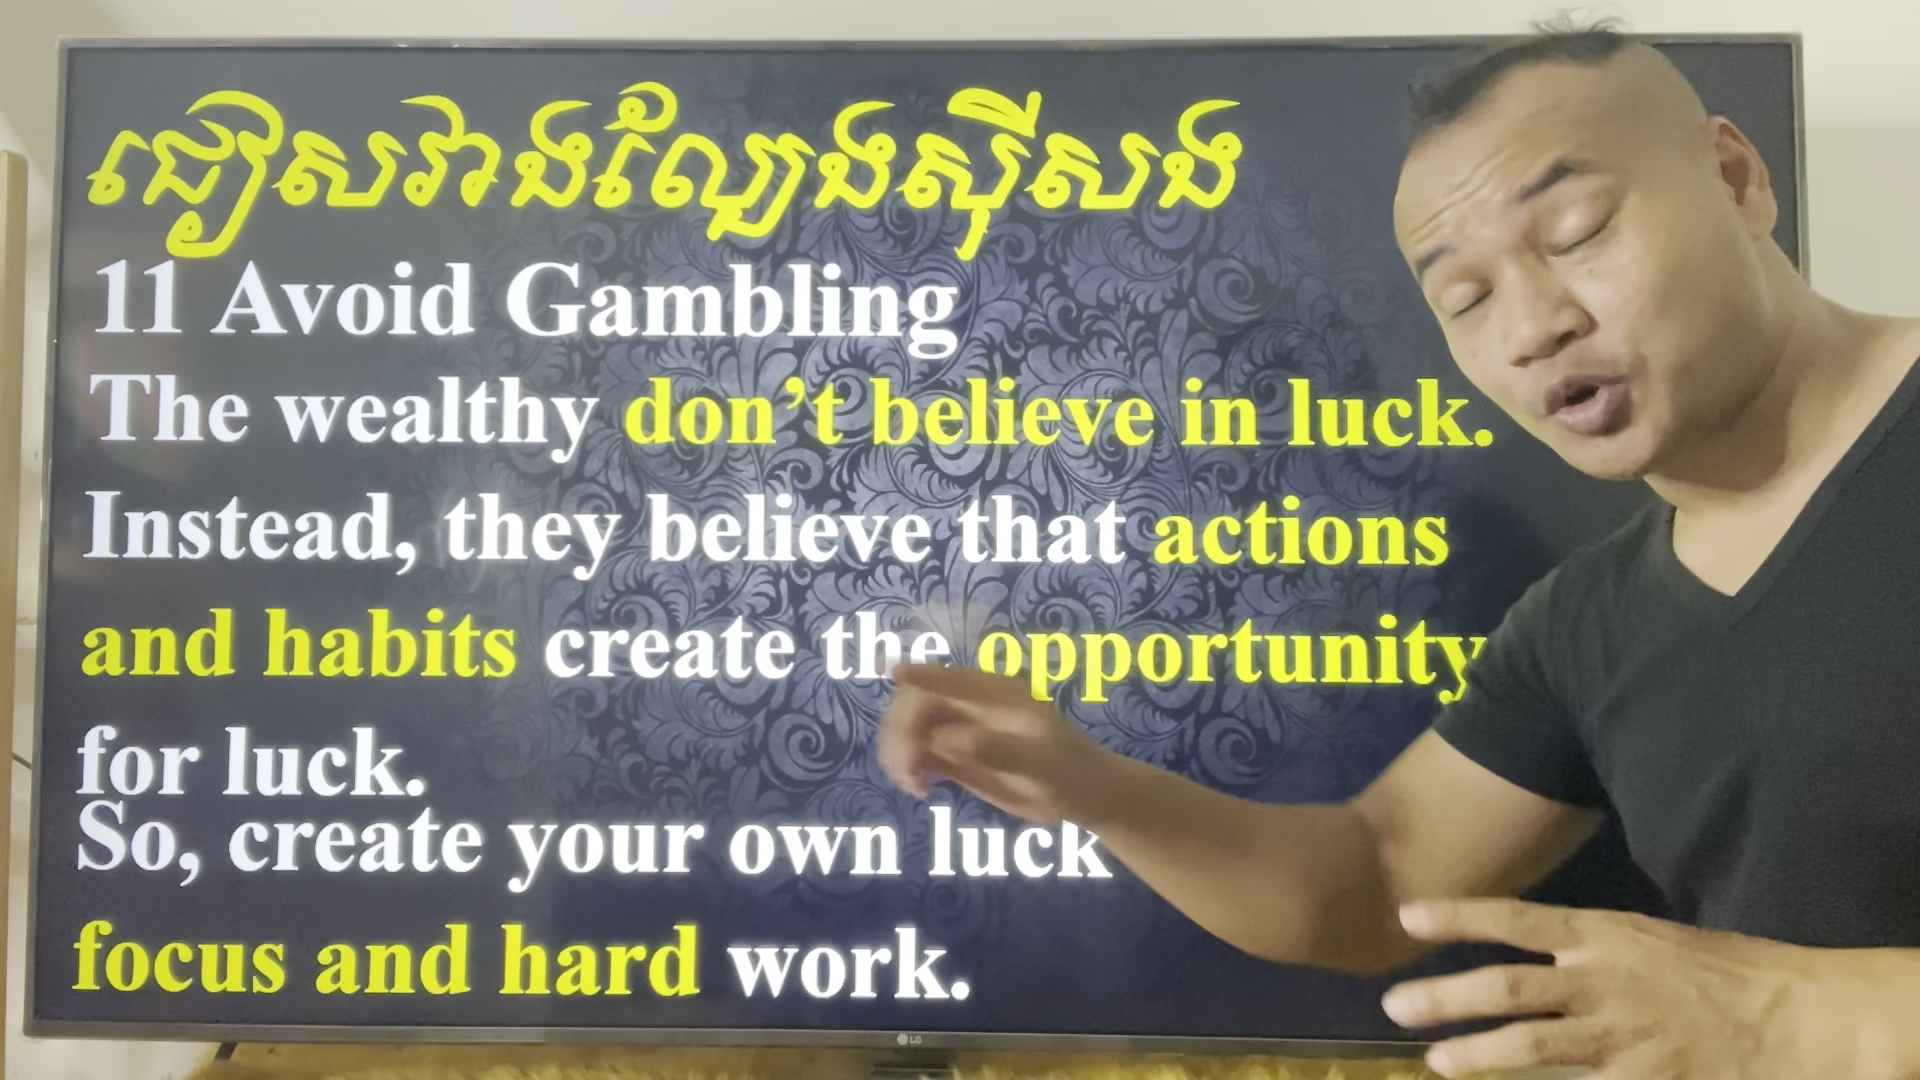 ជៀសវាងល្បែងស៊ីសង
11 Avoid Gambling
The wealthy don’t believe in luck.
Instead, they believe that actions
and habits create the opportunity
for luck.
So, create your own luck
focus and hard work.
LG